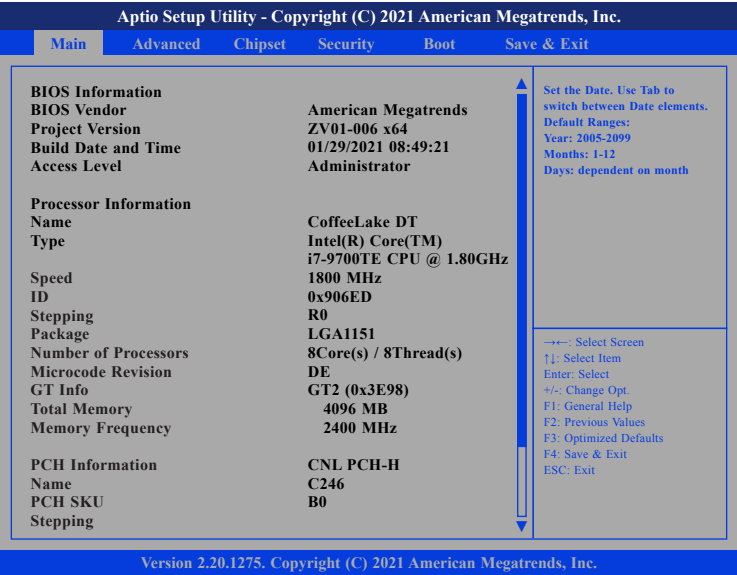 Aptio Setup Utility - Copyright (C) 2021 American Megatrends, Inc.
Main Advanced Chipset Security Boot Save & Exit
BIOS Information
BIOS Vendor American Megatrends
Project Version ZV01-006 x64
Build Date and Time 01/29/2021 08:49:21
Access Level Administrator
Processor Information
Name CoffeeLake DT
Type Intel(R) Core(TM)
i7-9700TE CPU @ 1.80GHz
Speed 1800 MHz
ID 0x906ED
Stepping R0
Package LGA1151
Number of Processors 8Core(s) / 8Thread(s)
Microcode Revision DE
GT Info GT2 (0x3E98)
Total Memory 4096 MB
Memory Frequency 2400 MHz
PCH Information CNL PCH-H
Name C246
PCH SKU B0
Stepping
Set the Date. Use Tab to
switch between Date elements.
Default Ranges:
Year: 2005-2099
Months: 1-12
Days: dependent on month
→←: Select Screen
↑↓: Select Item
Enter: Select
+/-: Change Opt.
F1: General Help
F2: Previous Values
F3: Optimized Defaults
F4: Save & Exit
ESC: Exit
Version 2.20.1275. Copyright (C) 2021 American Megatrends, Inc.